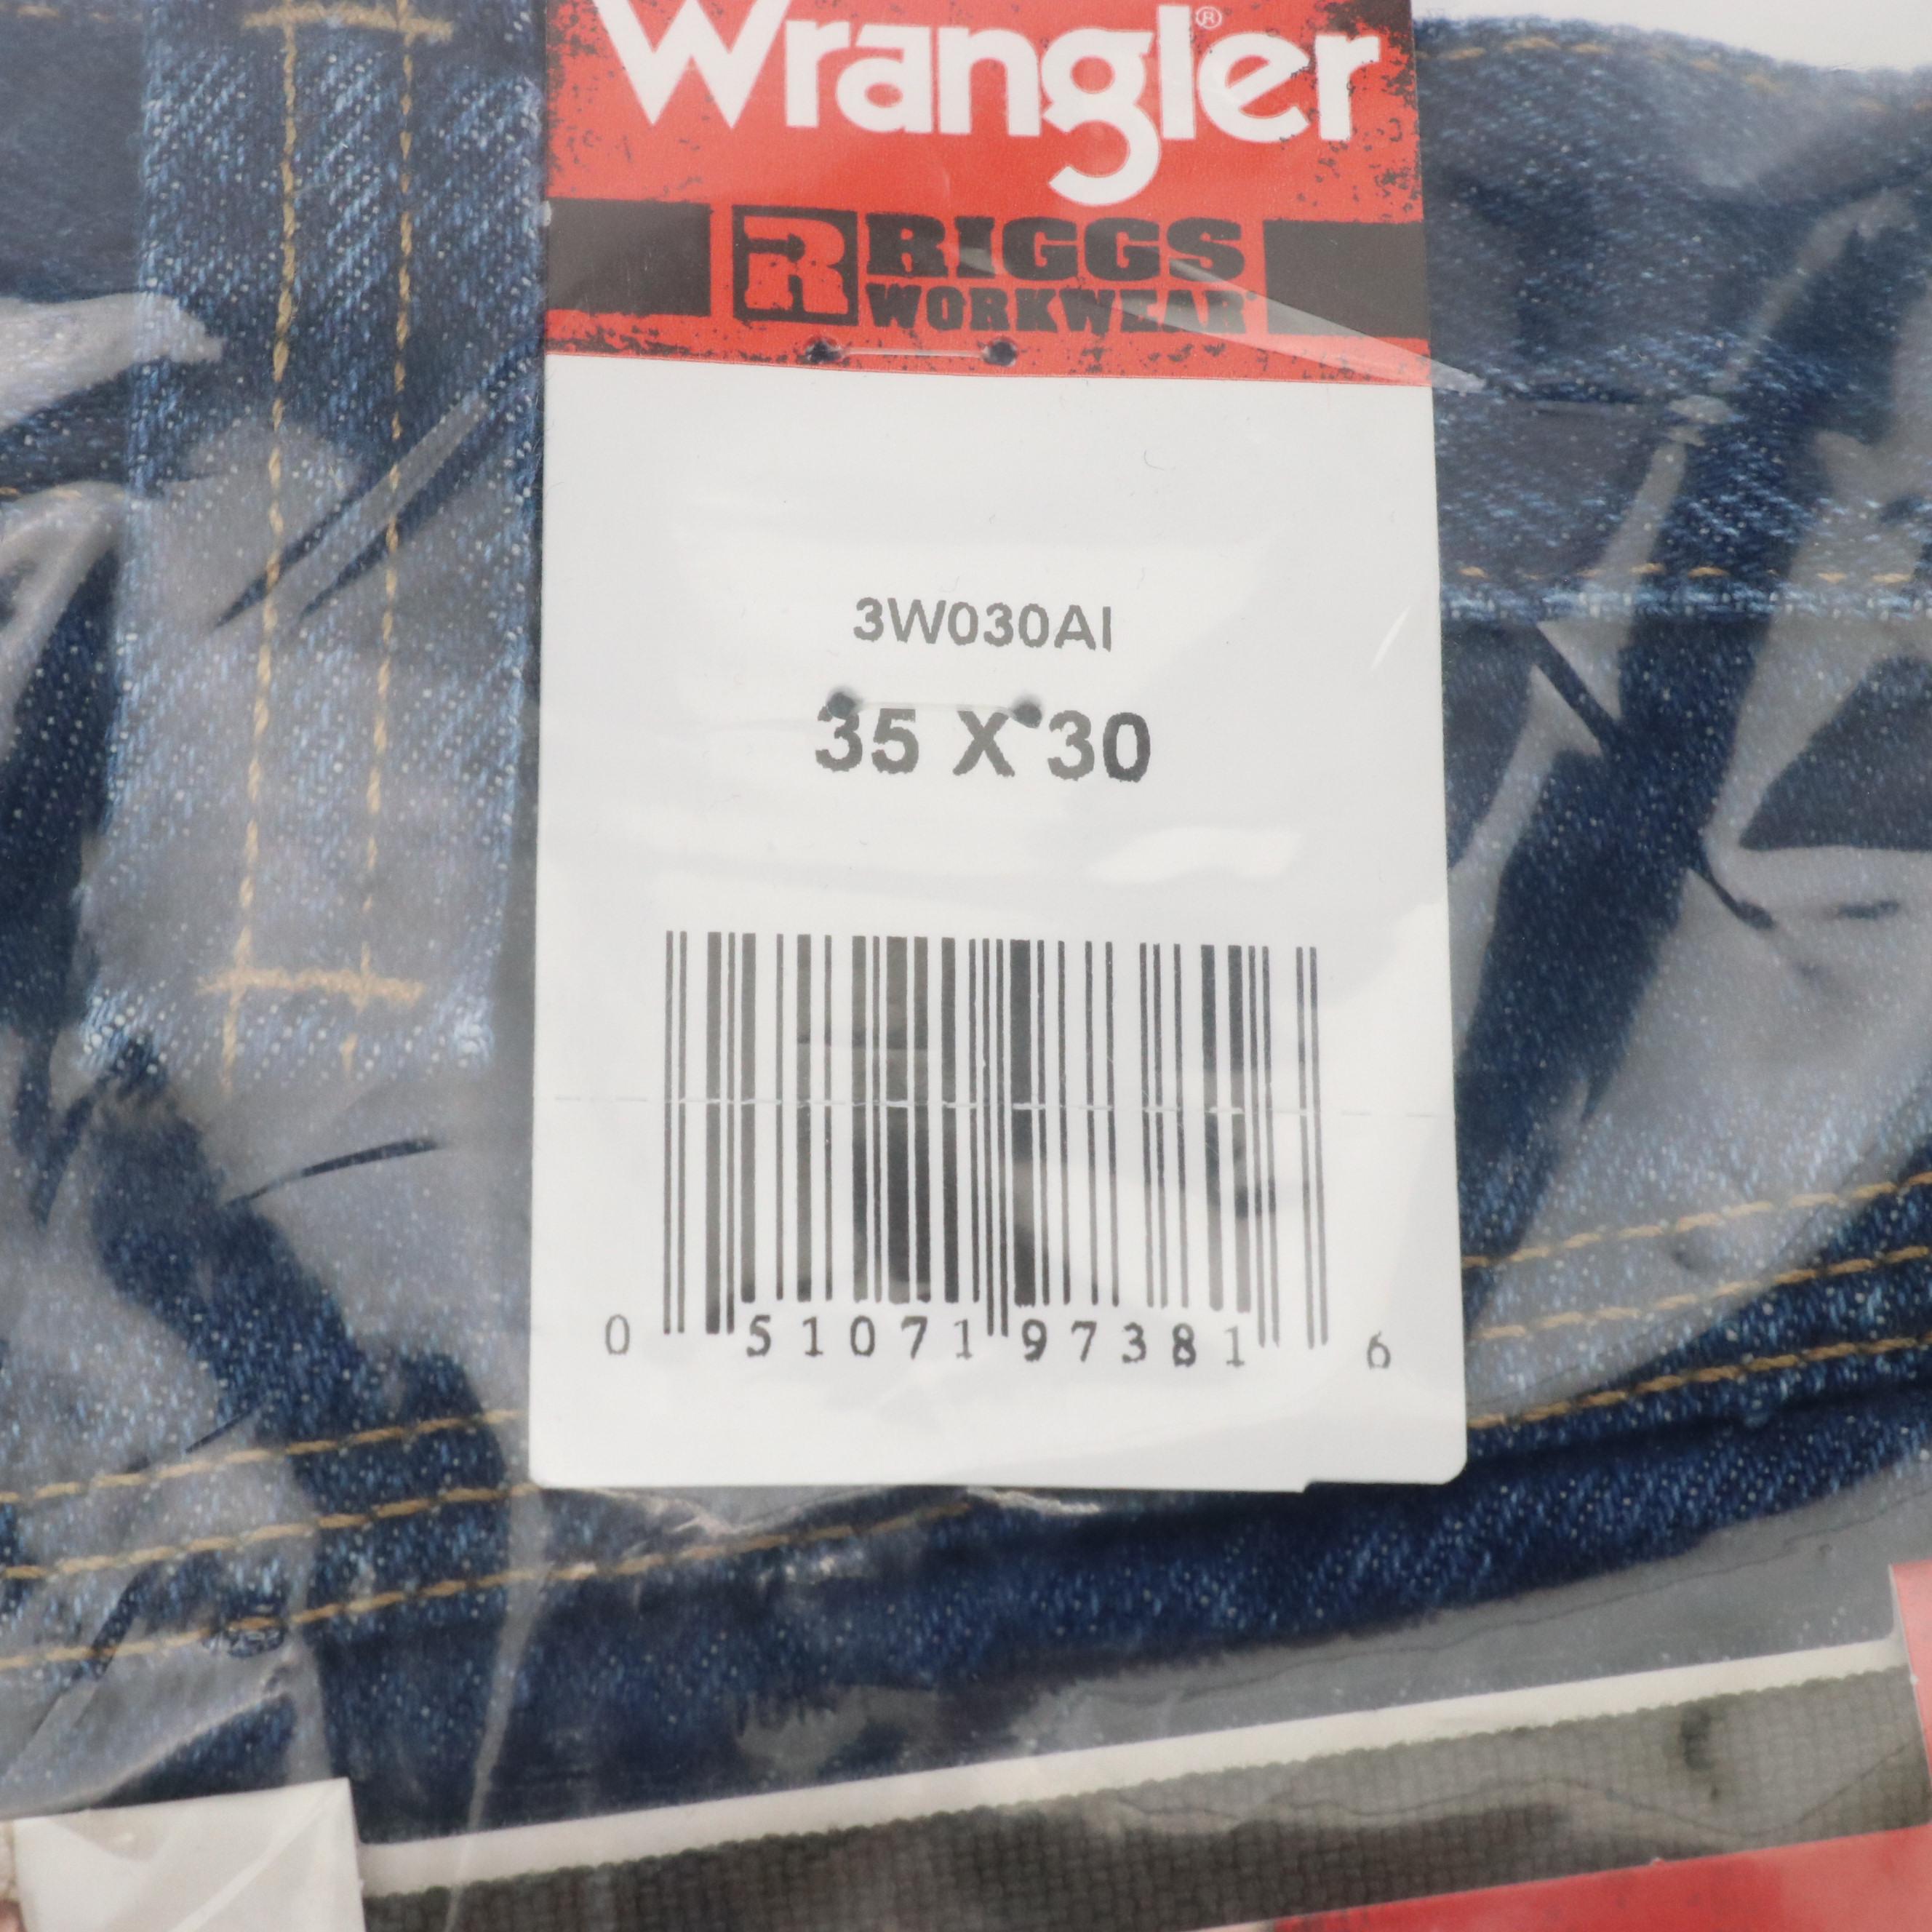 Wrangler®
R RIGGS
WORKWEAR
3W030AI
35 X 30
0 51071 97381 6